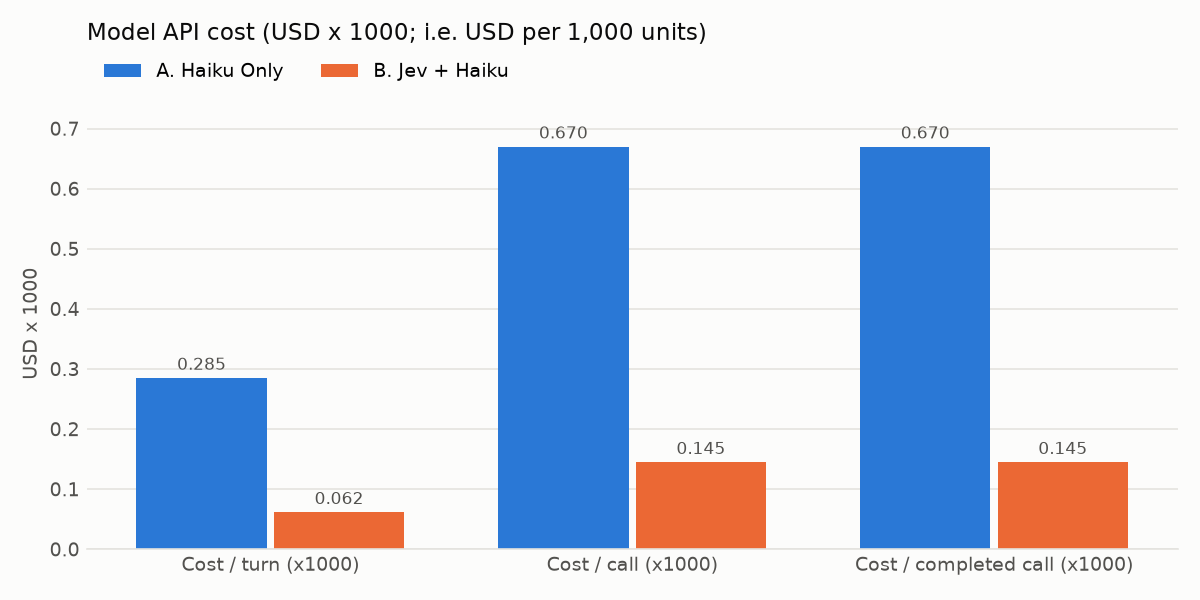 Model API cost (USD x 1000; i.e. USD per 1,000 units)
A. Haiku Only
B. Jev + Haiku
USD x 1000
0.7
0.6
0.5
0.4
0.3
0.2
0.1
0.0
0.285
0.062
0.670
0.145
0.670
0.145
Cost / turn (x1000)
Cost / call (x1000)
Cost / completed call (x1000)